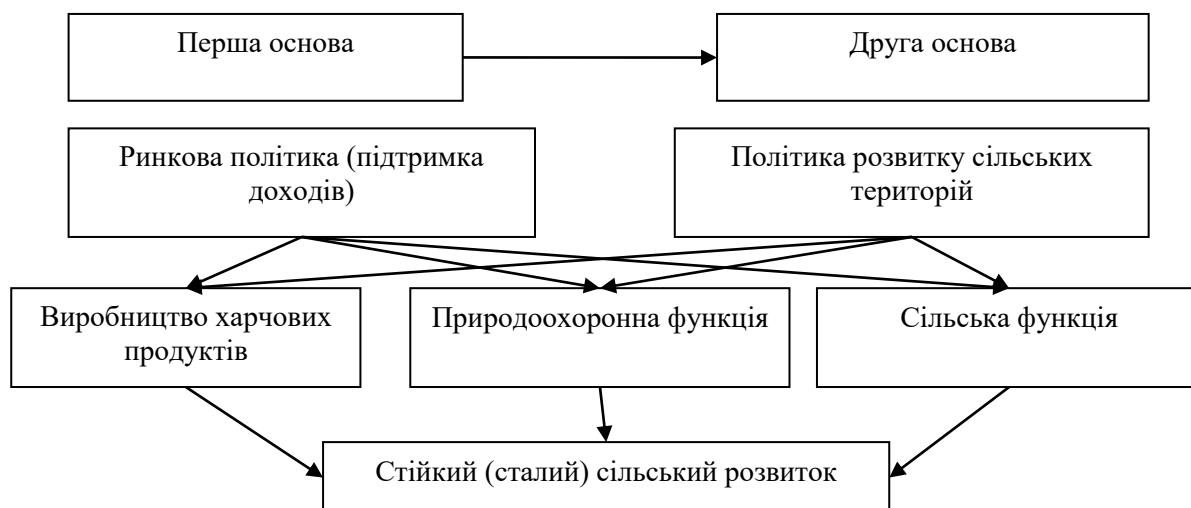 Перша основа
Друга основа
Ринкова політика (підтримка
доходів)
Політика розвитку сільських
територій
Виробництво харчових
продуктів
Природоохоронна функція
Сільська функція
Стійкий (сталий) сільський розвиток